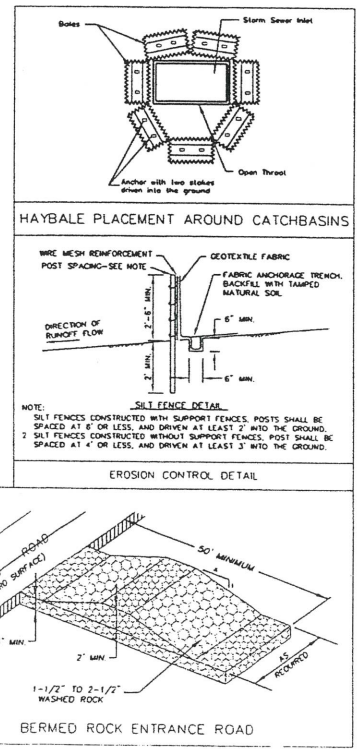 Bales
Storm Sewer Inlet
Open Throat
Anchor with two stakes
driven into the ground
HAYBALE PLACEMENT AROUND CATCHBASINS
WIRE MESH REINFORCEMENT
POST SPACING-SEE NOTE
GEOTEXTILE FABRIC
FABRIC ANCHORAGE TRENCH.
BACKFILL WITH TAMPED
NATURAL SOIL
DIRECTION OF
RUNOFF FLOW
2'-6" MIN.
6" MIN.
2' MIN.
6" MIN.
SILT FENCE DETAIL
NOTE:
SILT FENCES CONSTRUCTED WITH SUPPORT FENCES, POSTS SHALL BE
SPACED AT 6' OR LESS, AND DRIVEN AT LEAST 2' INTO THE GROUND.
2 SILT FENCES CONSTRUCTED WITHOUT SUPPORT FENCES, POST SHALL BE
SPACED AT 4' OR LESS, AND DRIVEN AT LEAST 3' INTO THE GROUND.
EROSION CONTROL DETAIL
ROAD
SURFACE)
50' MINIMUM
MIN.
2' MIN.
AS
REQUIRED
1-1/2" TO 2-1/2"
WASHED ROCK
BERMED ROCK ENTRANCE ROAD